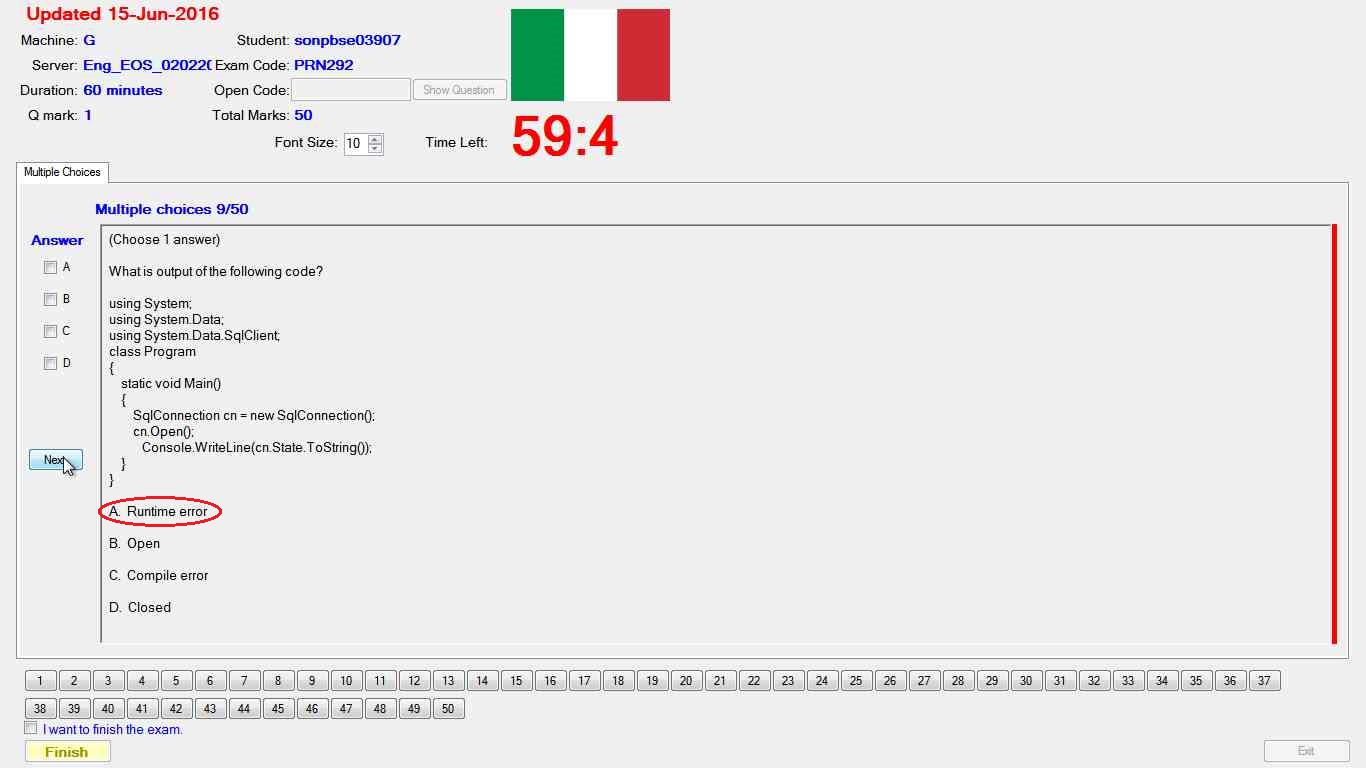 Updated 15-Jun-2016
Machine: G Student: sonpbse03907
Server: Eng_EOS_02022( Exam Code: PRN292
Duration: 60 minutes Open Code: Show Question
Q mark: 1 Total Marks: 50
Font Size: 10 Time Left: 59:4
Multiple Choices
Multiple choices 9/50
Answer
A
B
C
D
Nex
(Choose 1 answer)
What is output of the following code?
using System;
using System.Data;
using System.Data.SqlClient;
class Program
{
static void Main()
{
SqlConnection cn = new SqlConnection();
cn.Open();
Console.WriteLine(cn.State.ToString());
}
}
A. Runtime error
B. Open
C. Compile error
D. Closed
1 2 3 4 5 6 7 8 9 10 11 12 13 14 15 16 17 18 19 20 21 22 23 24 25 26 27 28 29 30 31 32 33 34 35 36 37
38 39 40 41 42 43 44 45 46 47 48 49 50
I want to finish the exam.
Finish Exit